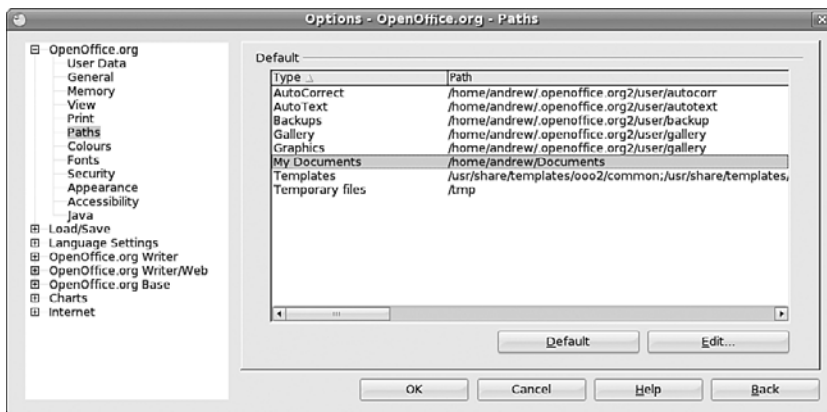 Options - OpenOffice.org - Paths
OpenOffice.org
User Data
General
Memory
View
Print
Paths
Colours
Fonts
Security
Appearance
Accessibility
Java
Load/Save
Language Settings
OpenOffice.org Writer
OpenOffice.org Writer/Web
OpenOffice.org Base
Charts
Internet
Default
Type Path
AutoCorrect /home/andrew/.openoffice.org2/user/autocorr
AutoText /home/andrew/.openoffice.org2/user/autotext
Backups /home/andrew/.openoffice.org2/user/backup
Gallery /home/andrew/.openoffice.org2/user/gallery
Graphics /home/andrew/.openoffice.org2/user/gallery
My Documents /home/andrew/Documents
Templates /usr/share/templates/ooo2/common;/usr/share/templates/
Temporary files /tmp
Default Edit...
OK Cancel Help Back